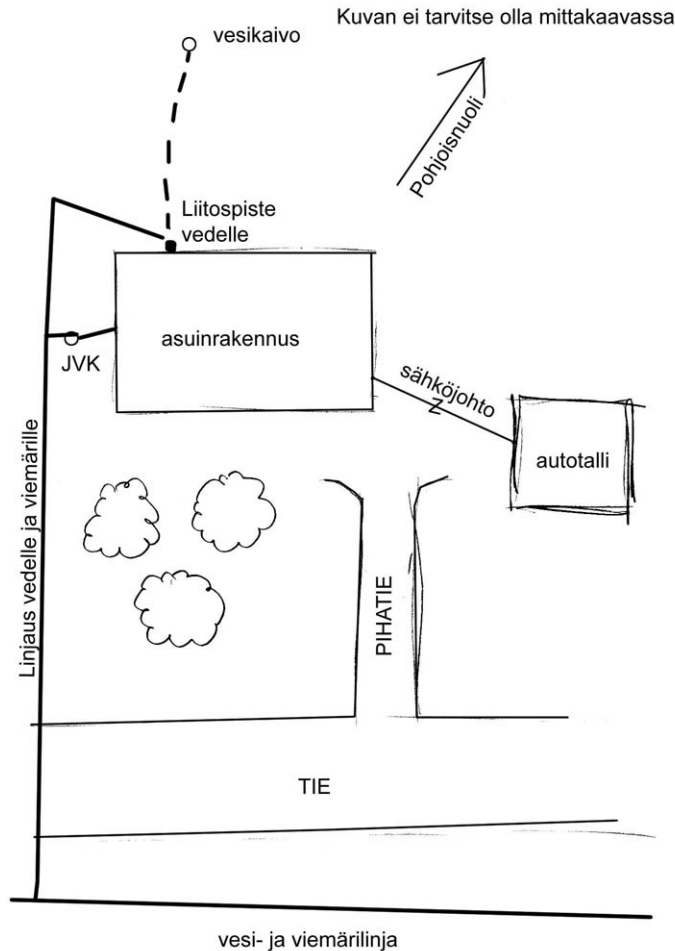 Kuvan ei tarvitse olla mittakaavassa
vesikaivo
Pohjoisnuoli
Liitospiste
vedelle
asuinrakennus
JVK
sähköjohto
Z
autotalli
Linjaus vedelle ja viemärille
PIHATIE
TIE
vesi- ja viemärilinja